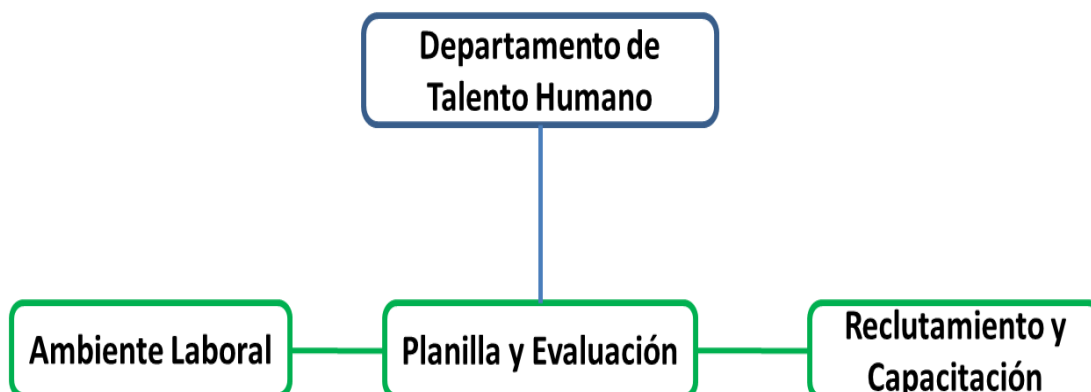 Departamento de
Talento Humano
Ambiente Laboral
Planilla y Evaluación
Reclutamiento y
Capacitación